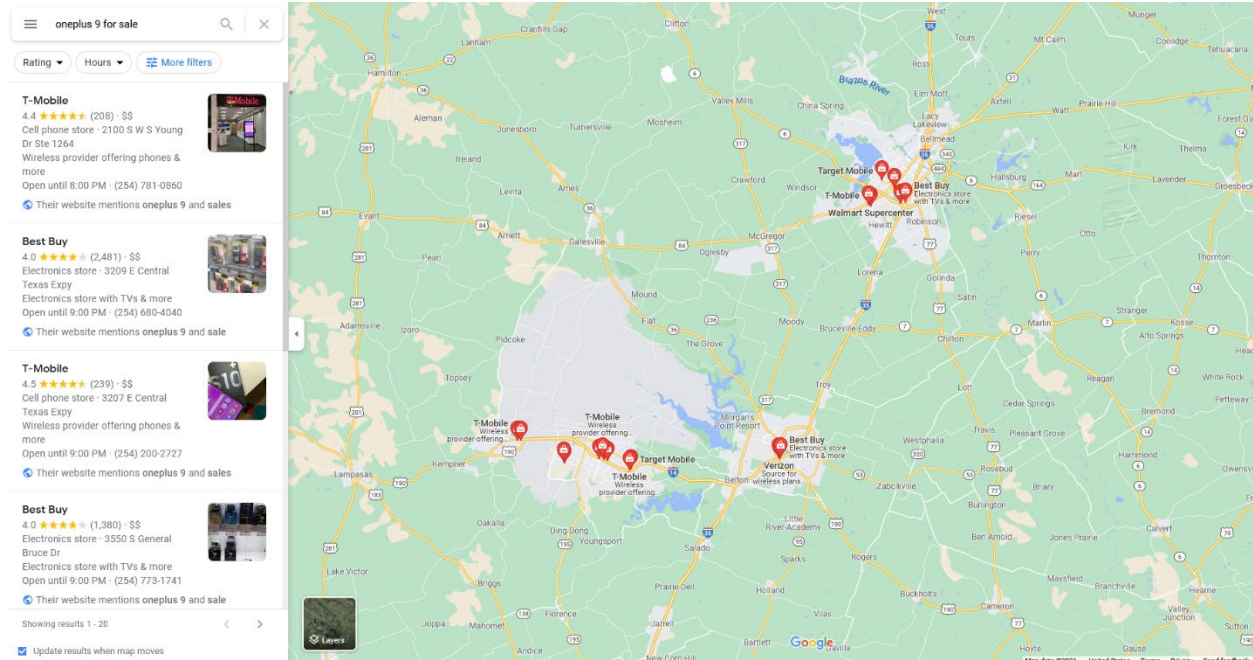 oneplus 9 for sale
Rating
Hours
More filters
T-Mobile
4.4 (208) · $$
Cell phone store · 2100 S W S Young
Dr Ste 1264
Wireless provider offering phones &
more
Open until 8:00 PM · (254) 781-0860
Their website mentions oneplus 9 and sales
Best Buy
4.0 (2,481) · $$
Electronics store · 3209 E Central
Texas Expy
Electronics store with TVs & more
Open until 9:00 PM · (254) 680-4040
Their website mentions oneplus 9 and sale
T-Mobile
4.5 (239) · $$
Cell phone store · 3207 E Central
Texas Expy
Wireless provider offering phones &
more
Open until 9:00 PM · (254) 200-2727
Their website mentions oneplus 9 and sales
Best Buy
4.0 (1,380) · $$
Electronics store · 3550 S General
Bruce Dr
Electronics store with TVs & more
Open until 9:00 PM · (254) 773-1741
Their website mentions oneplus 9 and sale
Showing results 1 - 20
Update results when map moves
Layers
West
Clifton
Cranfills Gap
Munger
Mt Calm
Coolidge
Tehuacana
Tours
Lanham
Ross
Hamilton
Brazos River
Elm Mott
Axtell
Prairie Hill
Valley Mills
China Spring
Watt
Aleman
Lacy
Lakeview
Forest Gla
Jonesboro
Turnersville
Mosheim
Bellmead
Kirk
Thelma
Ireland
Target Mobile
Hallsburg
Mart
Lavender
Groesbeck
Levita
Ames
Crawford
Windsor
T-Mobile
Best Buy
Electronics store
with TVs & more
Walmart Supercenter
Robinson
Riesel
Hewitt
Evant
Arnett
Gatesville
McGregor
Otto
Pearl
Oglesby
Perry
Thornton
Lorena
Golinda
Mound
Satin
Stranger
Adamsville
Izoro
Flat
Moody
Bruceville-Eddy
Marlin
Kosse
Pidcoke
The Grove
Chilton
Alto Springs
Topsey
Troy
Lott
Reagan
White Rock
Cedar Springs
Bremond
Petteway
Morgan's
Point Resort
T-Mobile
Wireless
provider offering...
T-Mobile
Wireless
provider offering...
Best Buy
Electronics store
with TVs & more
Westphalia
Travis
Pleasant Grove
Kempner
Target Mobile
Verizon
Source for
wireless plans...
Hammond
Lampasas
T-Mobile
Wireless
provider offering...
Belton
Zabcikville
Rosebud
Briary
Burlington
Oakalla
Ding Dong
Youngsport
Salado
Little
River Academy
Rogers
Ben Arnold
Jones Prairie
Calvert
Lake Victor
Sparks
Briggs
Prairie Dell
Holland
Buckholts
Maysfield
Branchville
Hearne
Florence
Cameron
Valley
Junction
Joppa
Mahomet
Jarrell
Vilas
Sutton
Bartlett
Google
Davilla
Hoyte
Gause
Andice